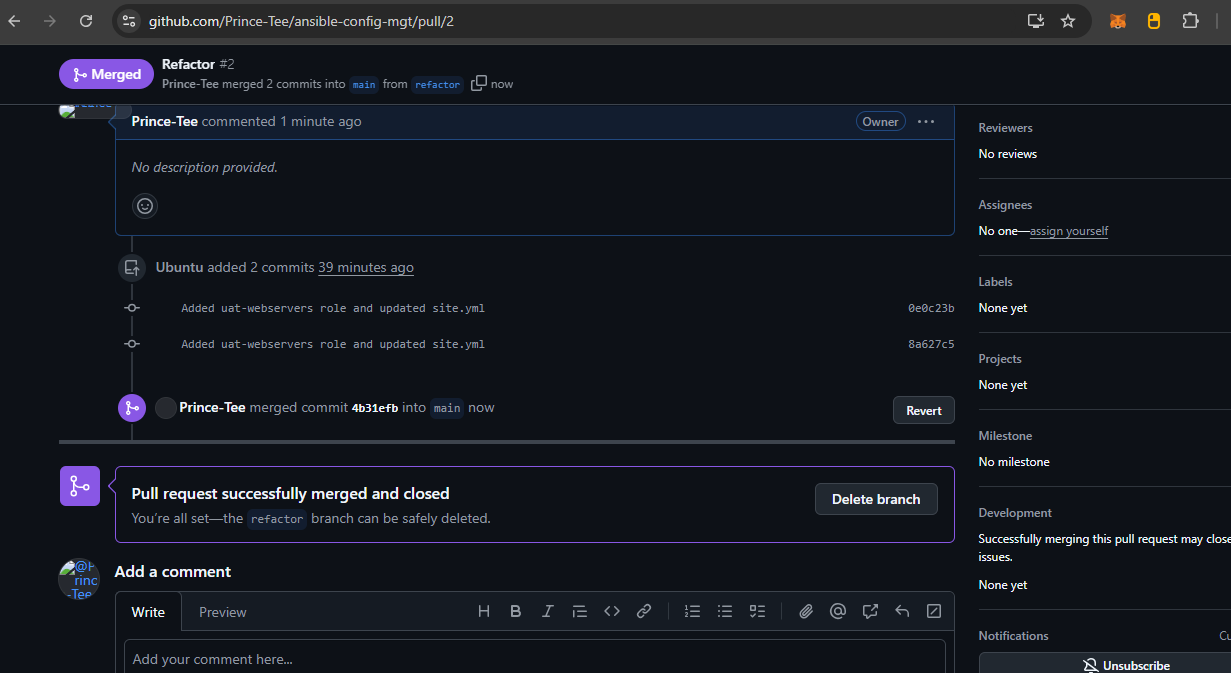 github.com/Prince-Tee/ansible-config-mgt/pull/2
Merged
Refactor #2
Prince-Tee merged 2 commits into main from refactor now
Prince-Tee commented 1 minute ago
Owner
No description provided.
Ubuntu added 2 commits 39 minutes ago
Added uat-webservers role and updated site.yml 0e0c23b
Added uat-webservers role and updated site.yml 8a627c5
Prince-Tee merged commit 4b31efb into main now
Revert
Pull request successfully merged and closed
You're all set—the refactor branch can be safely deleted.
Delete branch
@P
rinc
-Tee
Add a comment
Write
Preview
Add your comment here...
Reviewers
No reviews
Assignees
No one—assign yourself
Labels
None yet
Projects
None yet
Milestone
No milestone
Development
Successfully merging this pull request may close
issues.
None yet
Notifications
Cu
Unsubscribe